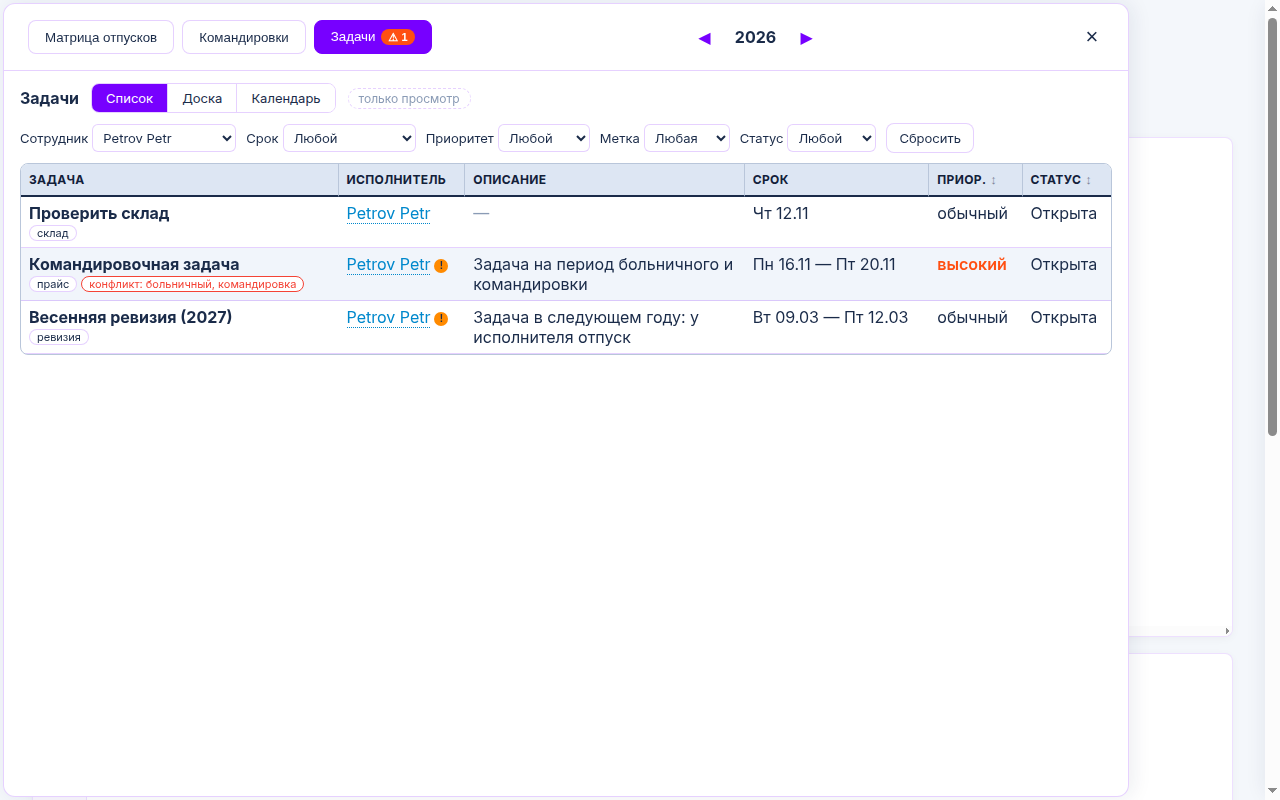 Матрица отпусков Командировки Задачи ⚠ 1 ◀ 2026 ▶ ×
Задачи Список Доска Календарь только просмотр
Сотрудник Petrov Petr Срок Любой Приоритет Любой Метка Любая Статус Любой Сбросить
ЗАДАЧА ИСПОЛНИТЕЛЬ ОПИСАНИЕ СРОК ПРИОР. ↕ СТАТУС ↕
Проверить склад Petrov Petr — Чт 12.11 обычный Открыта
склад
Командировочная задача Petrov Petr ! Задача на период больничного и Пн 16.11 — Пт 20.11 высокий Открыта
прайс конфликт: больничный, командировка командировки
Весенняя ревизия (2027) Petrov Petr ! Задача в следующем году: у Вт 09.03 — Пт 12.03 обычный Открыта
ревизия исполнителя отпуск